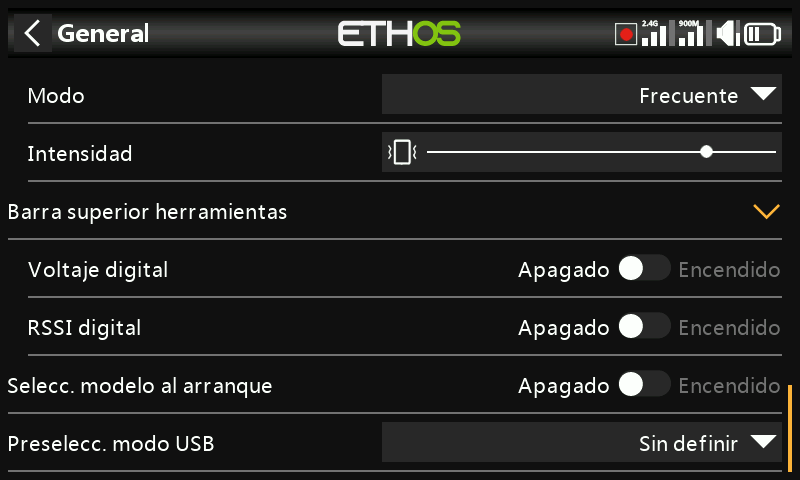 General
ETHOS
2.4G
900M
Modo
Frecuente
Intensidad
Barra superior herramientas
Voltaje digital
Apagado
Encendido
RSSI digital
Apagado
Encendido
Selecc. modelo al arranque
Apagado
Encendido
Preselecc. modo USB
Sin definir